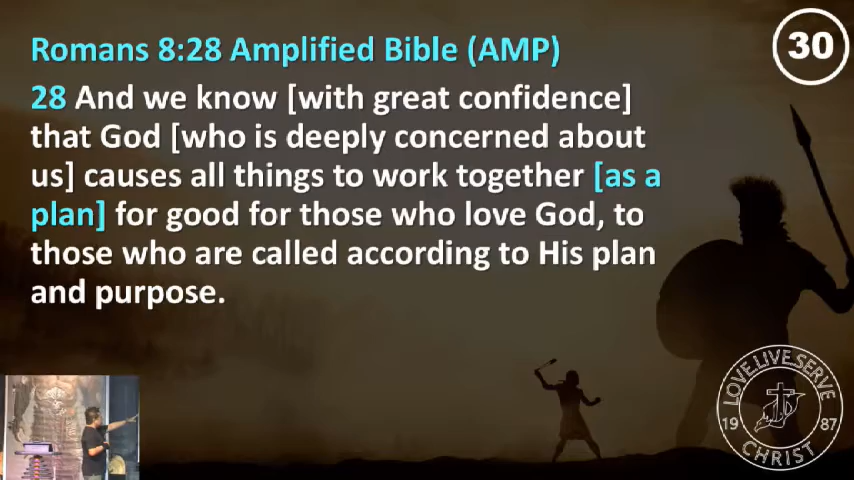 Romans 8:28 Amplified Bible (AMP)
30
28 And we know [with great confidence]
that God [who is deeply concerned about
us] causes all things to work together [as a
plan] for good for those who love God, to
those who are called according to His plan
and purpose.
LOVE.LIVE.SERVE
19 87
CHRIST